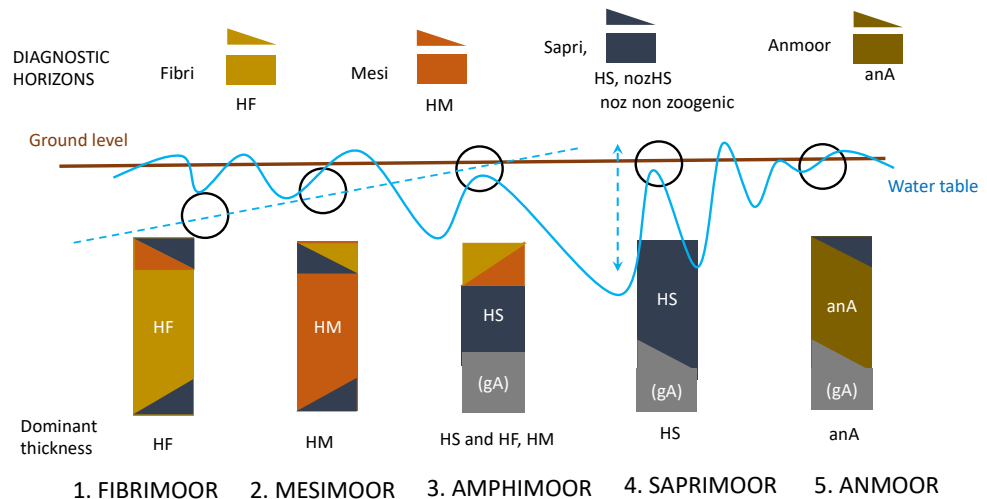 DIAGNOSTIC
HORIZONS
Fibri
HF
Mesi
HM
Sapri,
HS, nozHS
noz non zoogenic
Anmoor
anA
Ground level
Water table
HF
HM
HS
(gA)
HS
(gA)
anA
(gA)
Dominant
thickness
HF
HM
HS and HF, HM
HS
anA
1. FIBRIMOOR
2. MESIMOOR
3. AMPHIMOOR
4. SAPRIMOOR
5. ANMOOR